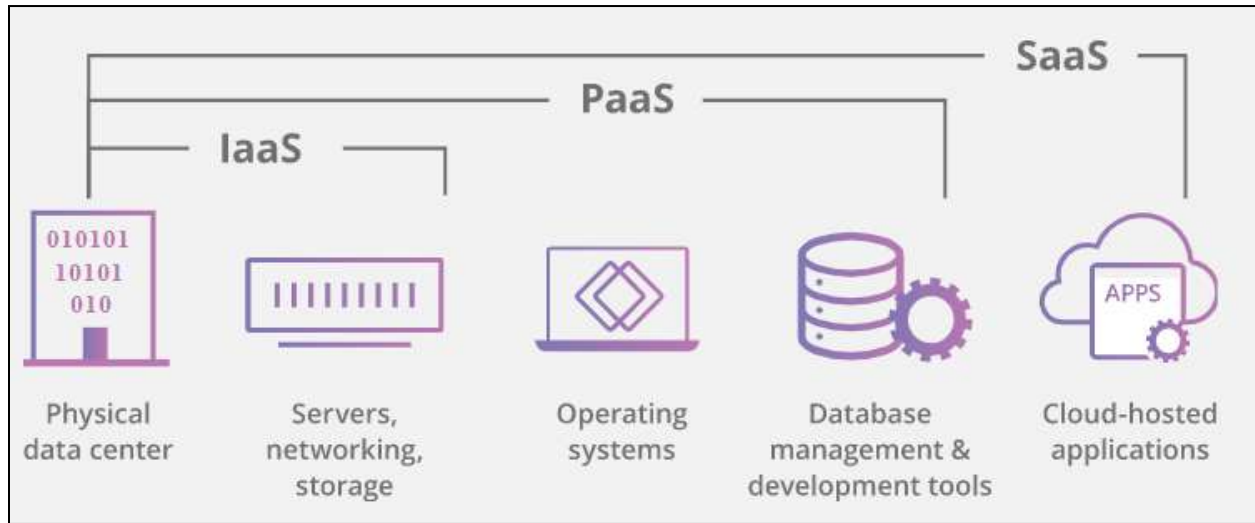 SaaS
PaaS
IaaS
010101
10101
010
APPS
Physical
data center
Servers,
networking,
storage
Operating
systems
Database
management &
development tools
Cloud-hosted
applications